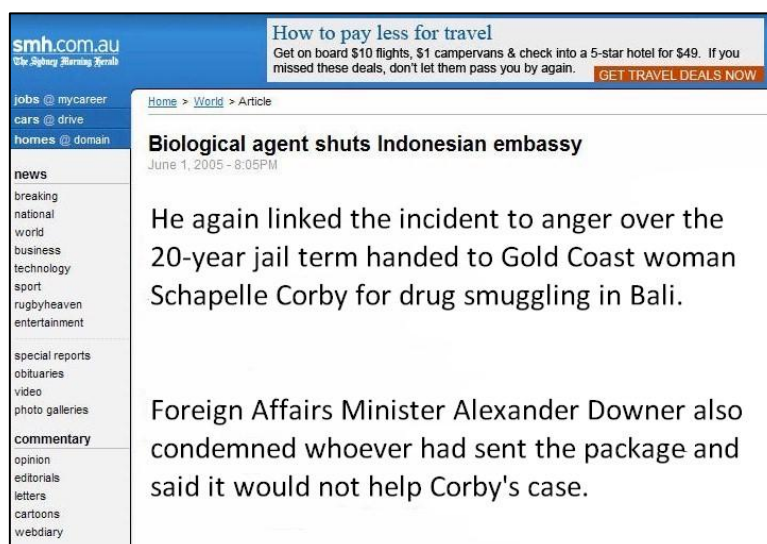 smh.com.au
The Sydney Morning Herald
How to pay less for travel
Get on board $10 flights, $1 campervans & check into a 5-star hotel for $49. If you
missed these deals, don't let them pass you by again.
GET TRAVEL DEALS NOW
jobs @ mycareer
cars @ drive
homes @ domain
news
breaking
national
world
business
technology
sport
rugbyheaven
entertainment
special reports
obituaries
video
photo galleries
commentary
opinion
editorials
letters
cartoons
webdiary
Home > World > Article
Biological agent shuts Indonesian embassy
June 1, 2005 - 8:05PM
He again linked the incident to anger over the
20-year jail term handed to Gold Coast woman
Schapelle Corby for drug smuggling in Bali.
Foreign Affairs Minister Alexander Downer also
condemned whoever had sent the package and
said it would not help Corby's case.